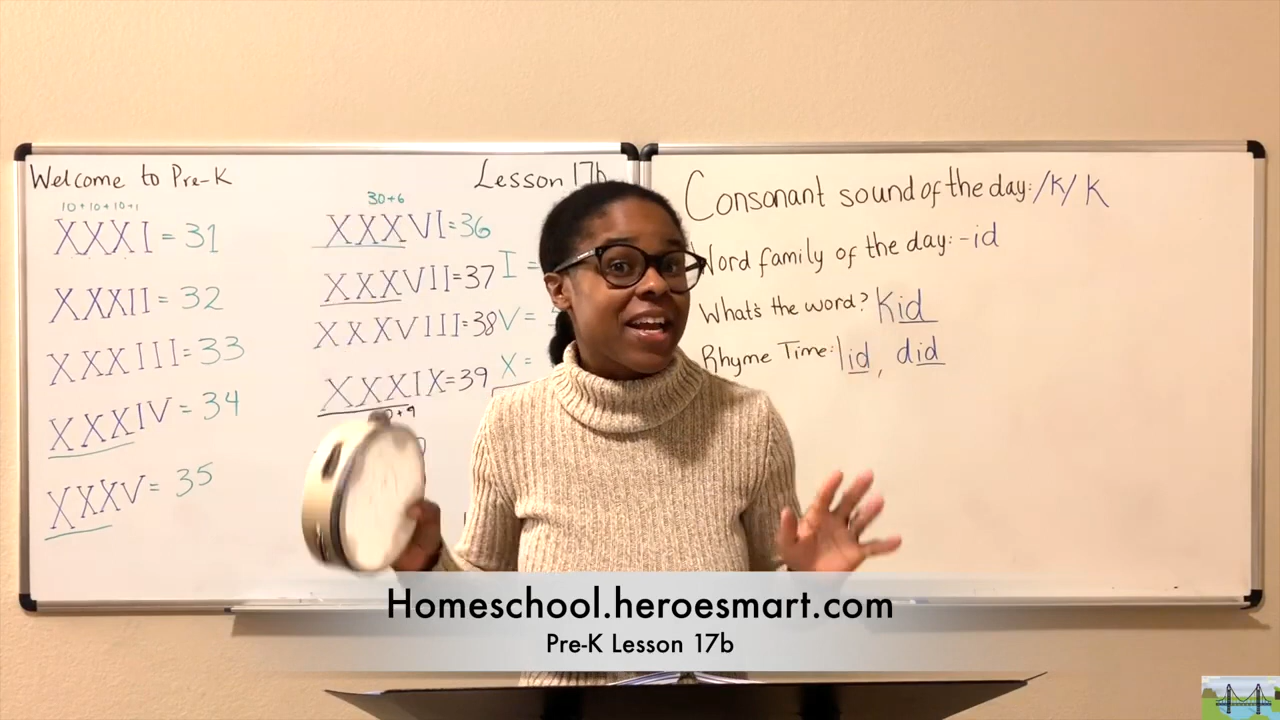 Welcome to Pre-K
10+10+10+1
XXXI = 31
XXXII = 32
XXXIII = 33
XXXIV = 34
XXXV = 35
Lesson 17b
30+6
XXXVI=36
XXXVII=37
XXXVIII=38
XXXIX=39
+9
I =
V =
X =
Consonant sound of the day: /K/ K
Word family of the day: -id
What's the word? Kid
Rhyme Time: lid, did
Homeschool.heroesmart.com
Pre-K Lesson 17b